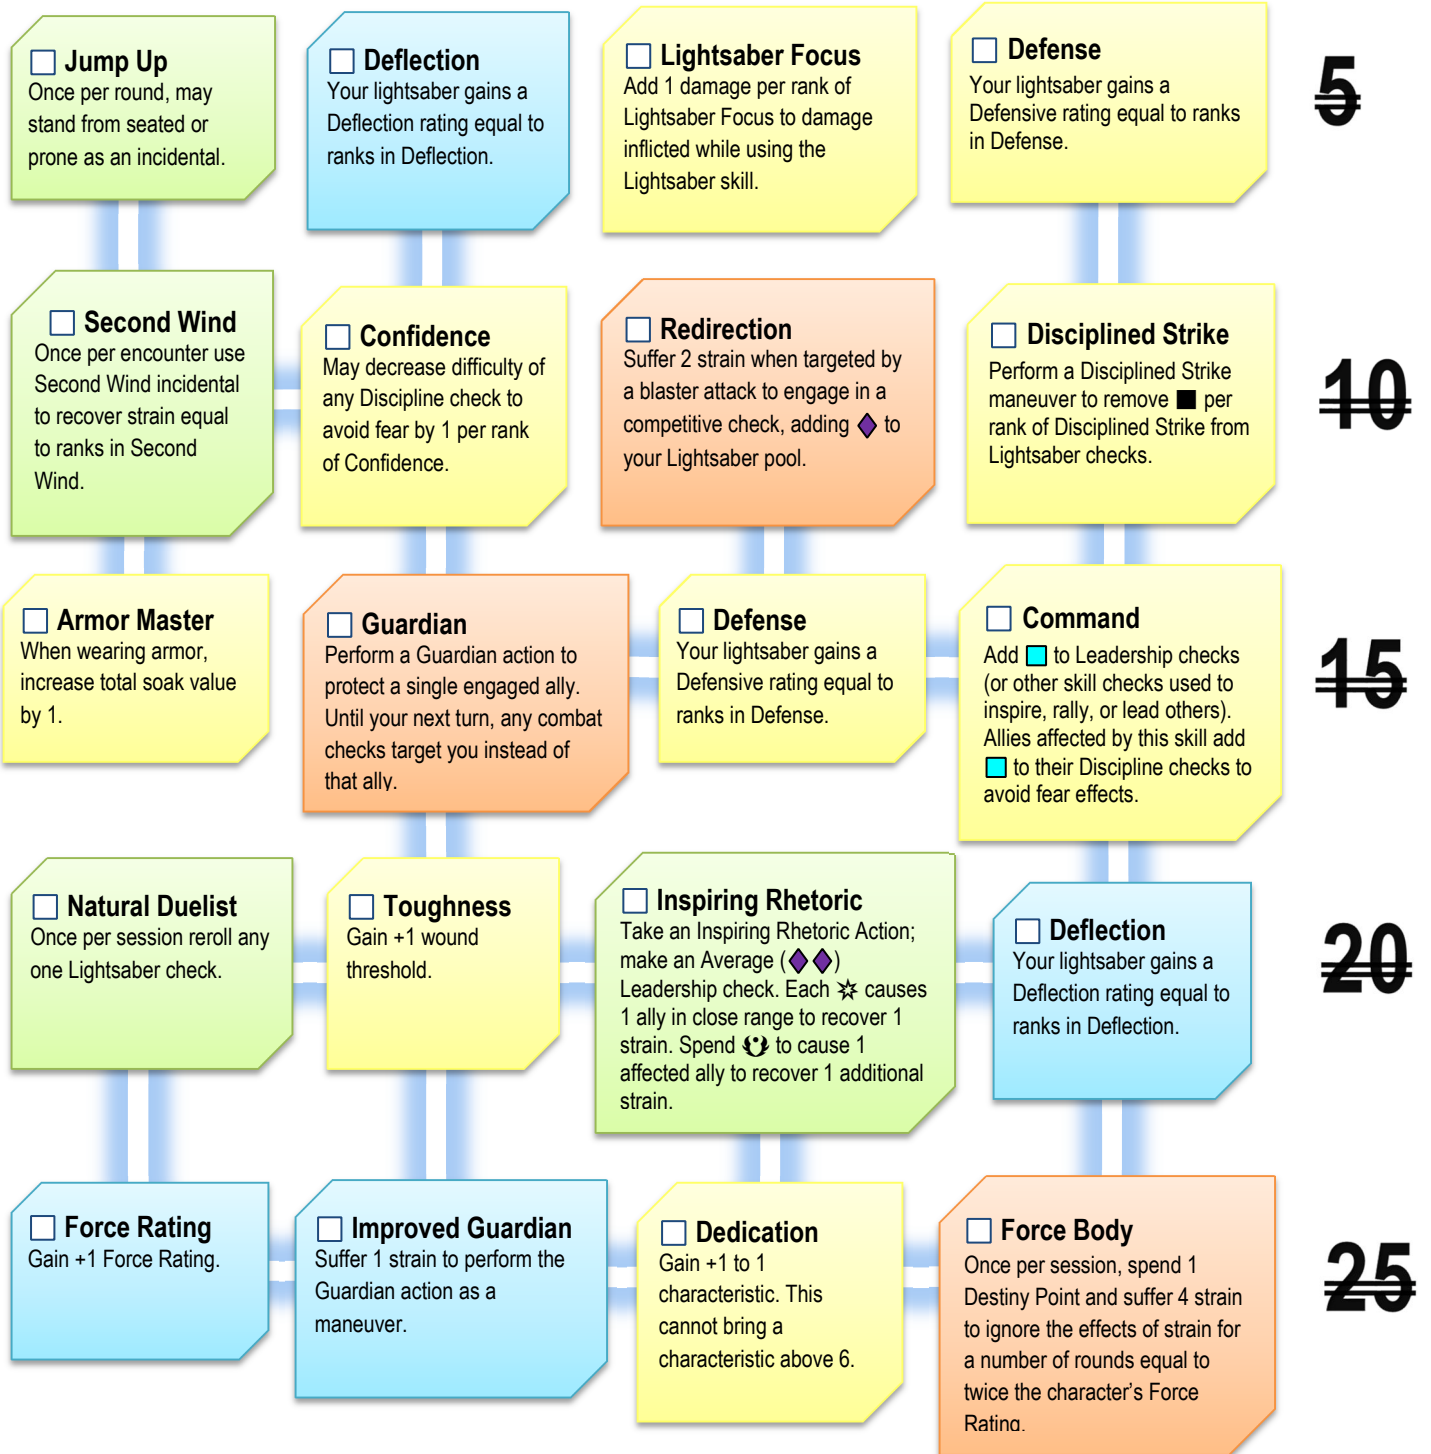 Jump Up
Once per round, may
stand from seated or
prone as an incidental.
Deflection
Your lightsaber gains a
Deflection rating equal to
ranks in Deflection.
Lightsaber Focus
Add 1 damage per rank of
Lightsaber Focus to damage
inflicted while using the
Lightsaber skill.
Defense
Your lightsaber gains a
Defensive rating equal to ranks
in Defense.
5
Second Wind
Once per encounter use
Second Wind incidental
to recover strain equal
to ranks in Second
Wind.
Confidence
May decrease difficulty of
any Discipline check to
avoid fear by 1 per rank
of Confidence.
Redirection
Suffer 2 strain when targeted by
a blaster attack to engage in a
competitive check, adding to
your Lightsaber pool.
Disciplined Strike
Perform a Disciplined Strike
maneuver to remove per
rank of Disciplined Strike from
Lightsaber checks.
10
Armor Master
When wearing armor,
increase total soak value
by 1.
Guardian
Perform a Guardian action to
protect a single engaged ally.
Until your next turn, any combat
checks target you instead of
that ally.
Defense
Your lightsaber gains a
Defensive rating equal to
ranks in Defense.
Command
Add to Leadership checks
(or other skill checks used to
inspire, rally, or lead others).
Allies affected by this skill add
to their Discipline checks to
avoid fear effects.
15
Natural Duelist
Once per session reroll any
one Lightsaber check.
Toughness
Gain +1 wound
threshold.
Inspiring Rhetoric
Take an Inspiring Rhetoric Action;
make an Average ( )
Leadership check. Each causes
1 ally in close range to recover 1
strain. Spend to cause 1
affected ally to recover 1 additional
strain.
Deflection
Your lightsaber gains a
Deflection rating equal to
ranks in Deflection.
20
Force Rating
Gain +1 Force Rating.
Improved Guardian
Suffer 1 strain to perform the
Guardian action as a
maneuver.
Dedication
Gain +1 to 1
characteristic. This
cannot bring a
characteristic above 6.
Force Body
Once per session, spend 1
Destiny Point and suffer 4 strain
to ignore the effects of strain for
a number of rounds equal to
twice the character's Force
Rating.
25